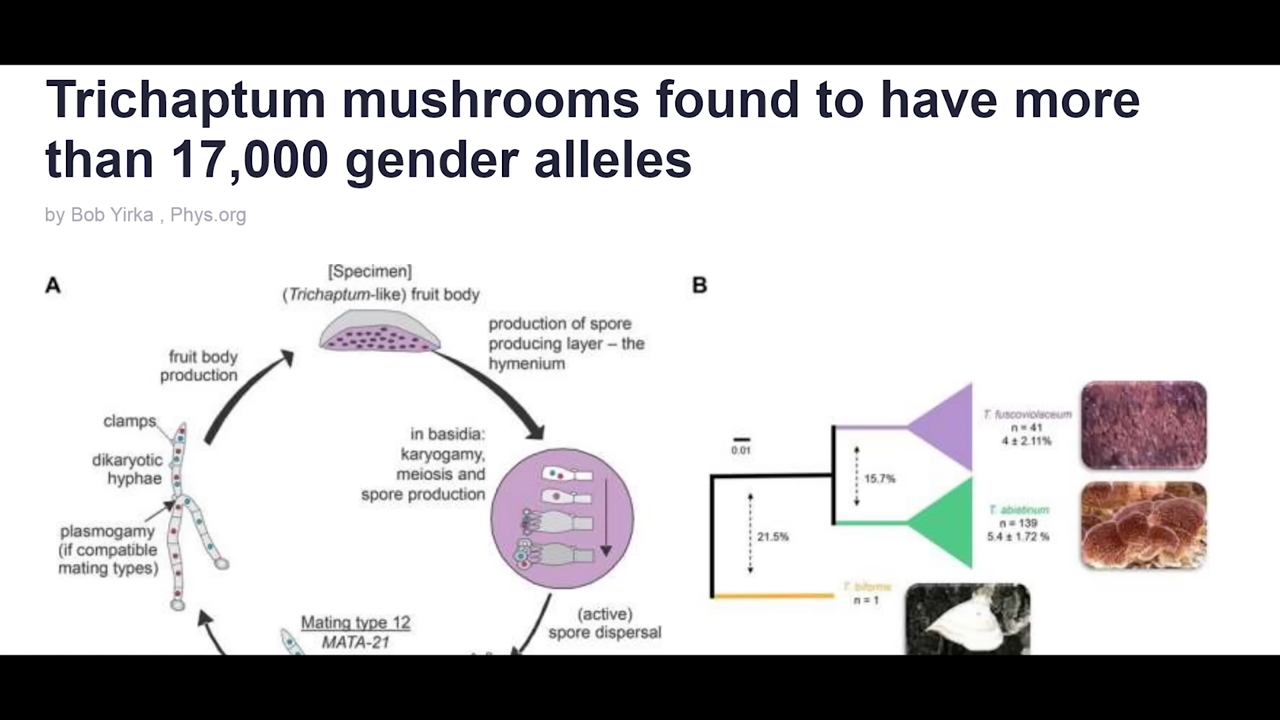 Trichaptum mushrooms found to have more
than 17,000 gender alleles
by Bob Yirka , Phys.org
A
[Specimen]
(Trichaptum-like) fruit body
production of spore
producing layer – the
hymenium
fruit body
production
clamps
dikaryotic
hyphae
plasmogamy
(if compatible
mating types)
in basidia:
karyogamy,
meiosis and
spore production
(active)
spore dispersal
Mating type 12
MATA-21
B
0.01
21.5%
15.7%
T. fuscoviolaceum
n = 41
4 ± 2.11%
T. abietinum
n = 139
5.4 ± 1.72 %
T. biforme
n = 1